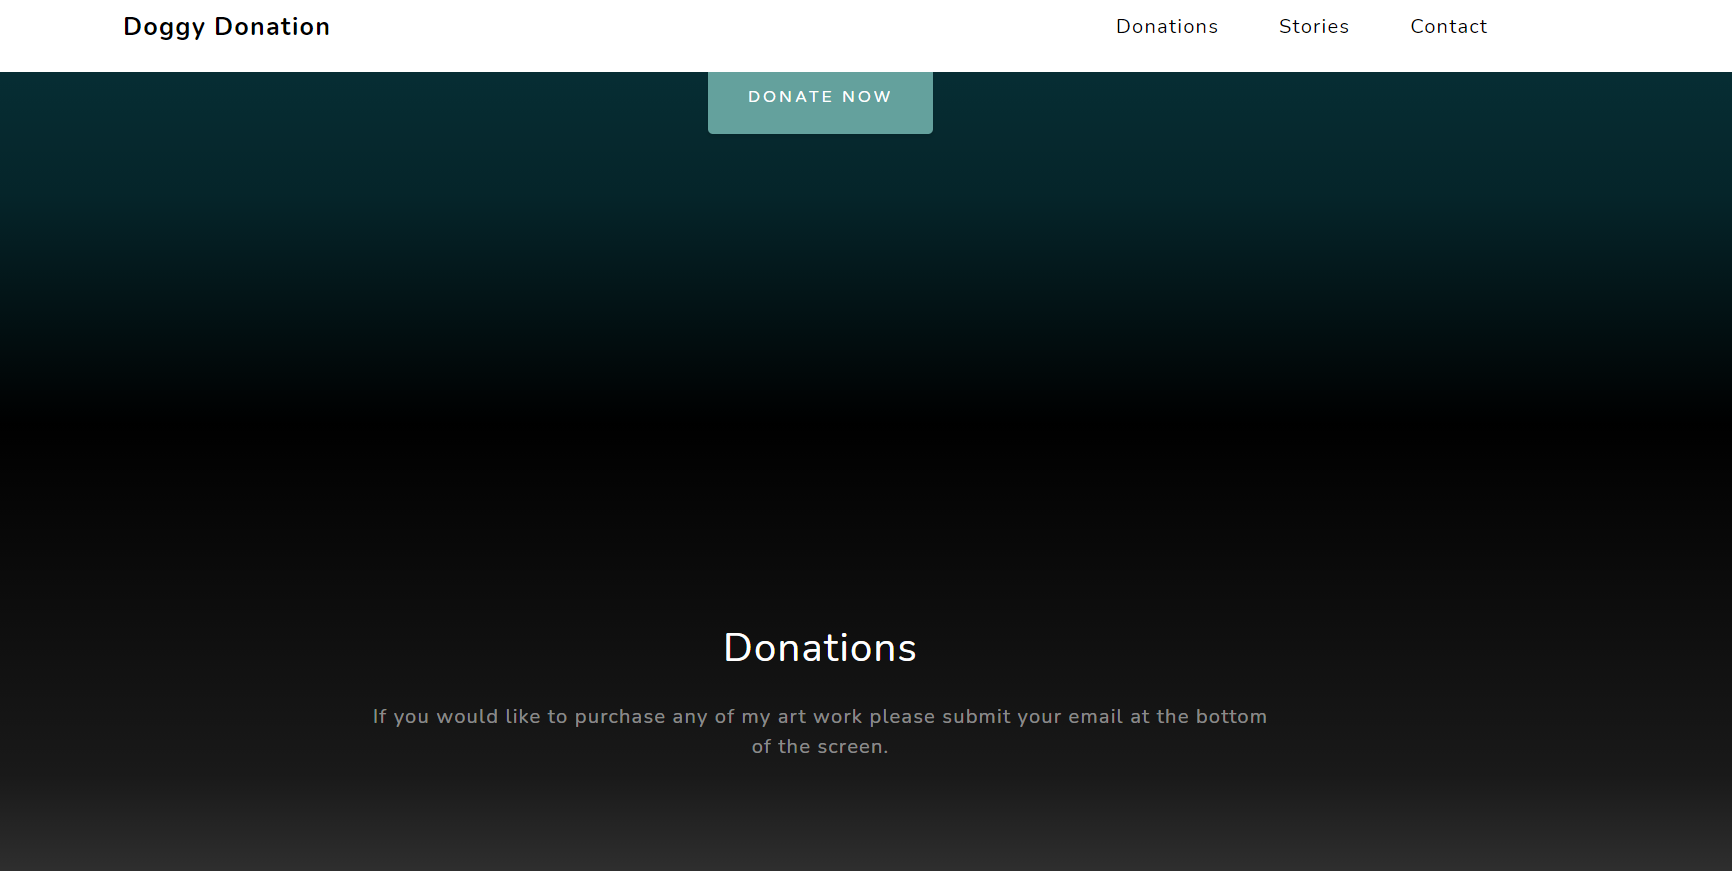 Doggy Donation
Donations Stories Contact
DONATE NOW
Donations
If you would like to purchase any of my art work please submit your email at the bottom
of the screen.